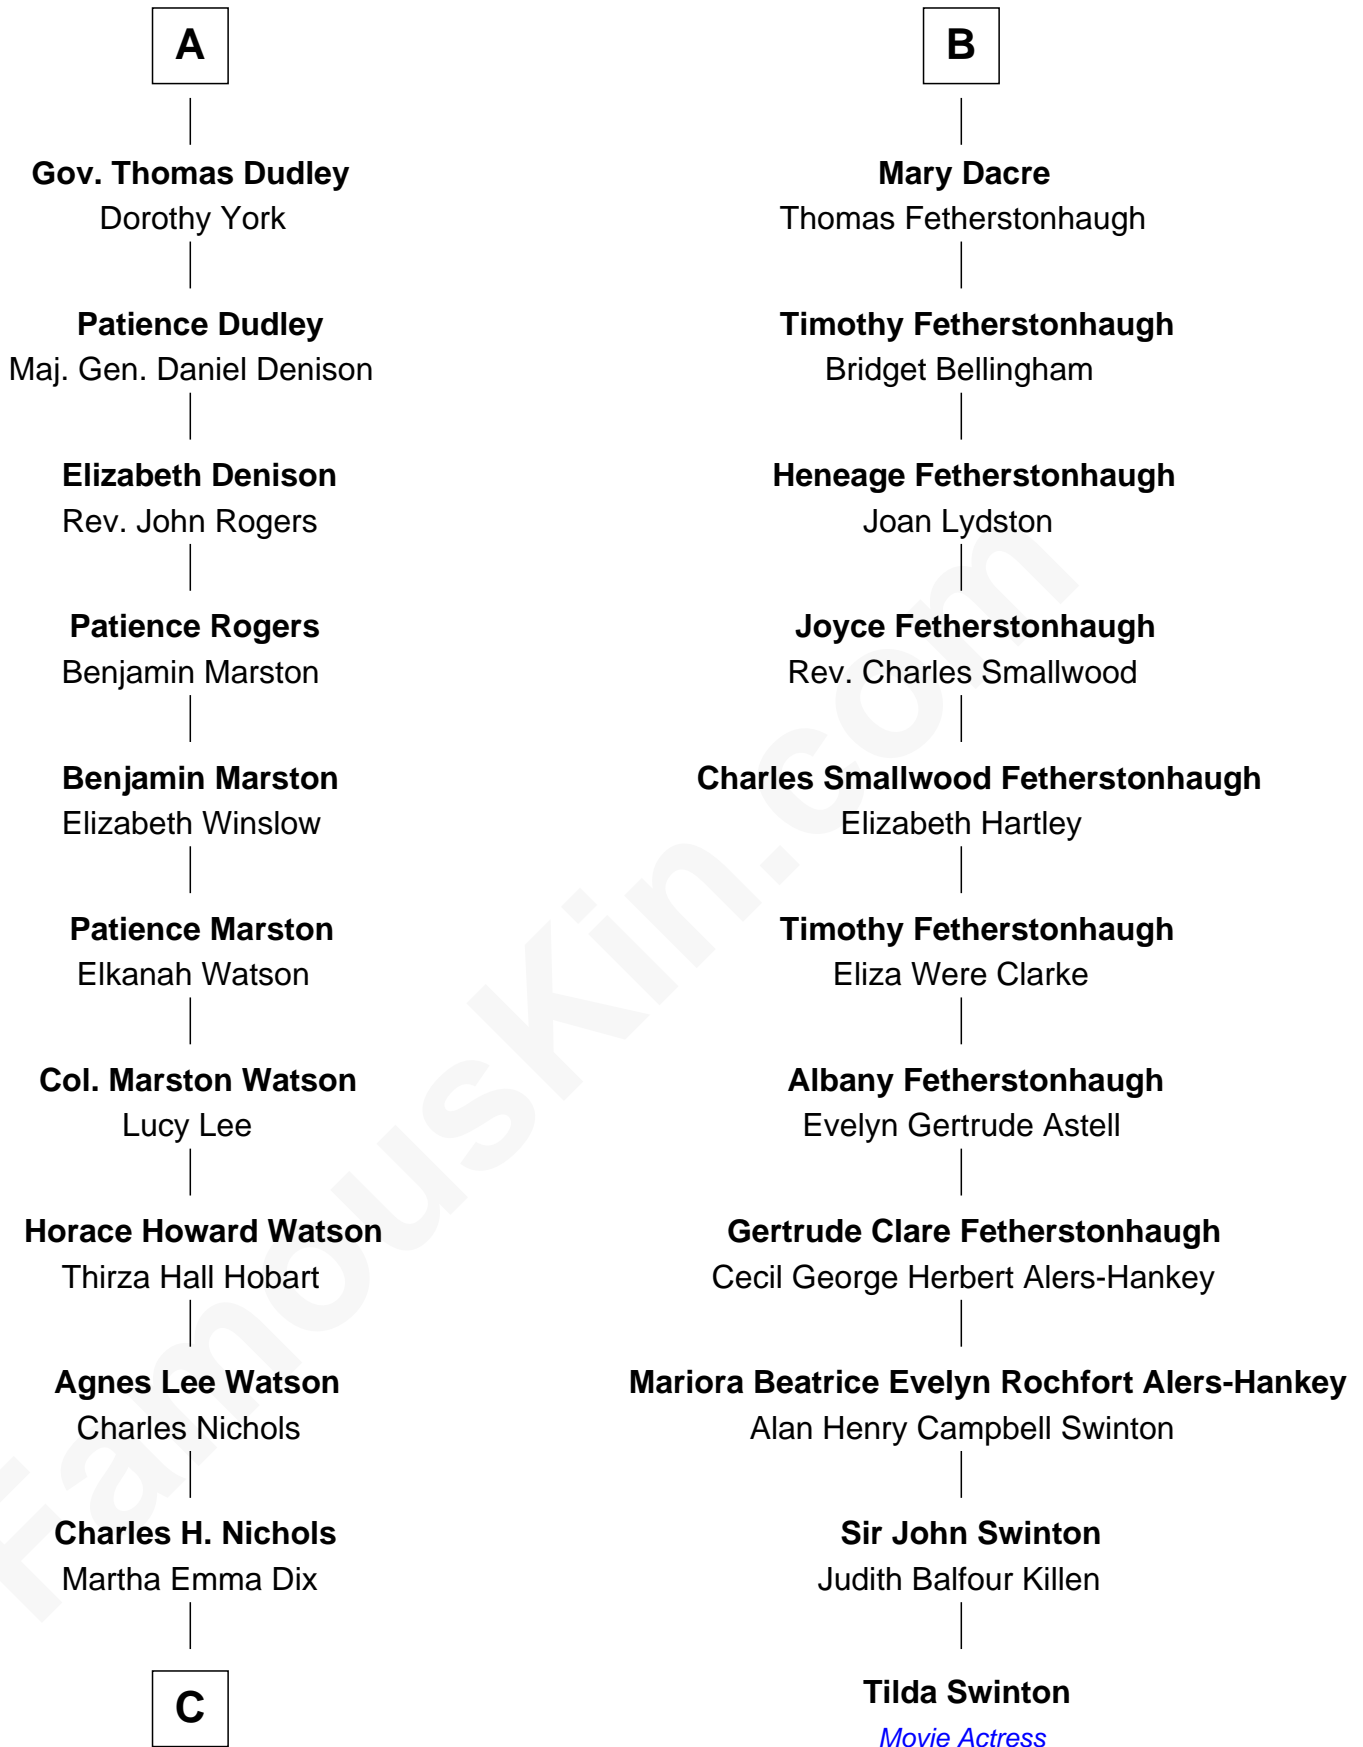 A
Gov. Thomas Dudley
Dorothy York
Patience Dudley
Maj. Gen. Daniel Denison
Elizabeth Denison
Rev. John Rogers
Patience Rogers
Benjamin Marston
Benjamin Marston
Elizabeth Winslow
Patience Marston
Elkanah Watson
Col. Marston Watson
Lucy Lee
Horace Howard Watson
Thirza Hall Hobart
Agnes Lee Watson
Charles Nichols
Charles H. Nichols
Martha Emma Dix
C
B
Mary Dacre
Thomas Fetherstonhaugh
Timothy Fetherstonhaugh
Bridget Bellingham
Heneage Fetherstonhaugh
Joan Lydston
Joyce Fetherstonhaugh
Rev. Charles Smallwood
Charles Smallwood Fetherstonhaugh
Elizabeth Hartley
Timothy Fetherstonhaugh
Eliza Were Clarke
Albany Fetherstonhaugh
Evelyn Gertrude Astell
Gertrude Clare Fetherstonhaugh
Cecil George Herbert Alers-Hankey
Mariora Beatrice Evelyn Rochfort Alers-Hankey
Alan Henry Campbell Swinton
Sir John Swinton
Judith Balfour Killen
Tilda Swinton
Movie Actress
FamousKin.com